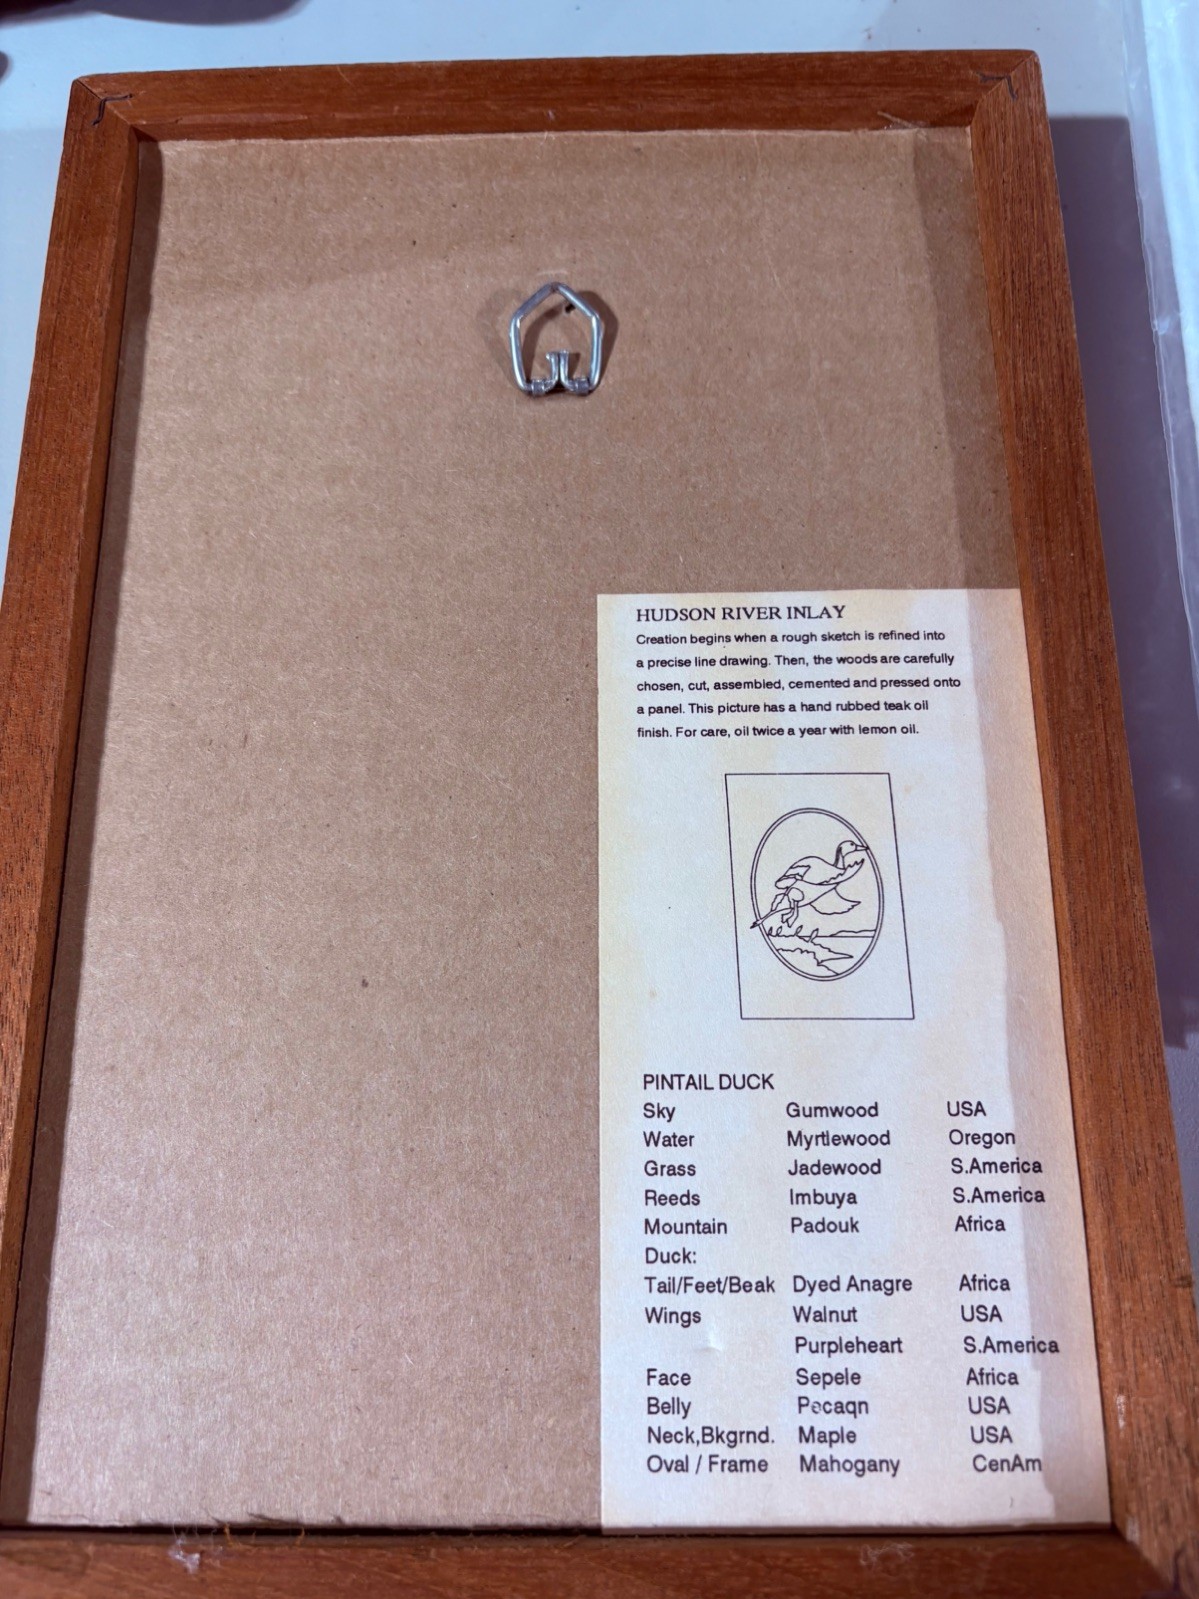 HUDSON RIVER INLAY
Creation begins when a rough sketch is refined into
a precise line drawing. Then, the woods are carefully
chosen, cut, assembled, cemented and pressed onto
a panel. This picture has a hand rubbed teak oil
finish. For care, oil twice a year with lemon oil.
PINTAIL DUCK
Sky Gumwood USA
Water Myrtlewood Oregon
Grass Jadewood S.America
Reeds Imbuya S.America
Mountain Padouk Africa
Duck:
Tail/Feet/Beak Dyed Anagre Africa
Wings Walnut USA
Purpleheart S.America
Face Sepele Africa
Belly Pecaqn USA
Neck,Bkgrnd. Maple USA
Oval / Frame Mahogany CenAm